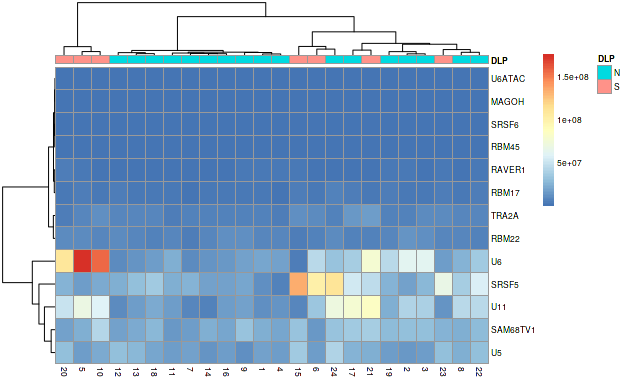 DLP
DLP
N
S
1.5e+08
1e+08
5e+07
U6ATAC
MAGOH
SRSF6
RBM45
RAVER1
RBM17
TRA2A
RBM22
U6
SRSF5
U11
SAM68TV1
U5
20 5 10 12 13 18 11 7 14 16 9 1 4 15 6 24 17 21 19 2 3 23 8 22